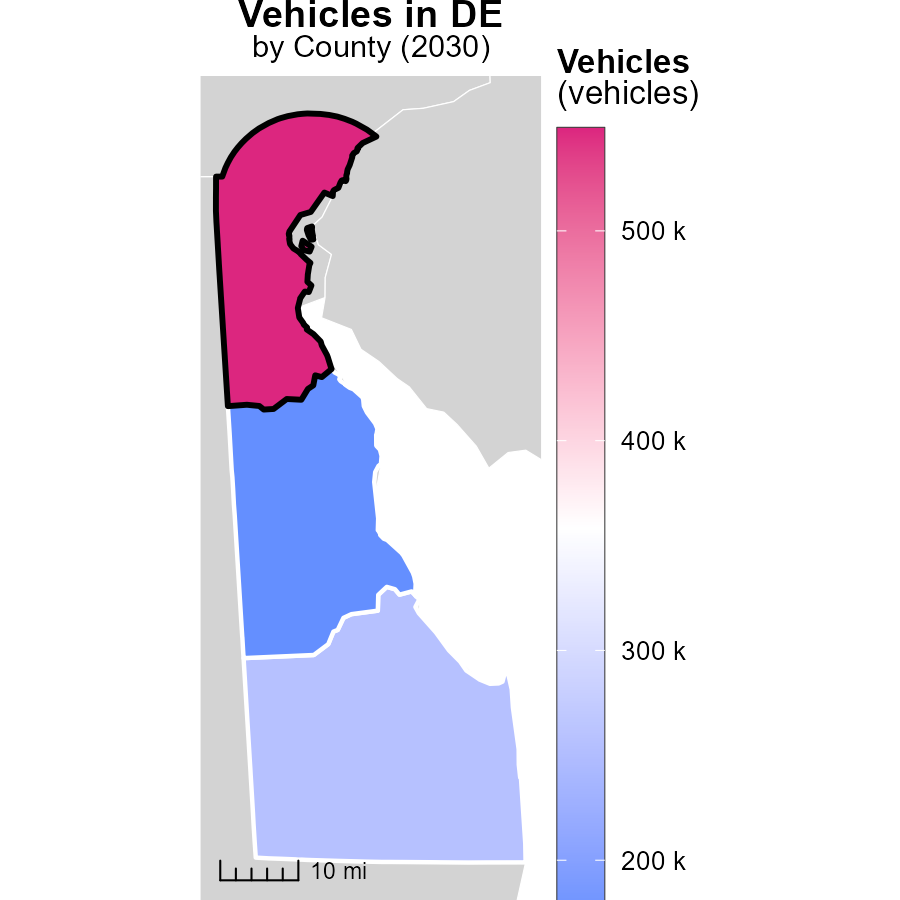 Vehicles in DE
by County (2030)
Vehicles
(vehicles)
500 k
400 k
300 k
200 k
10 mi